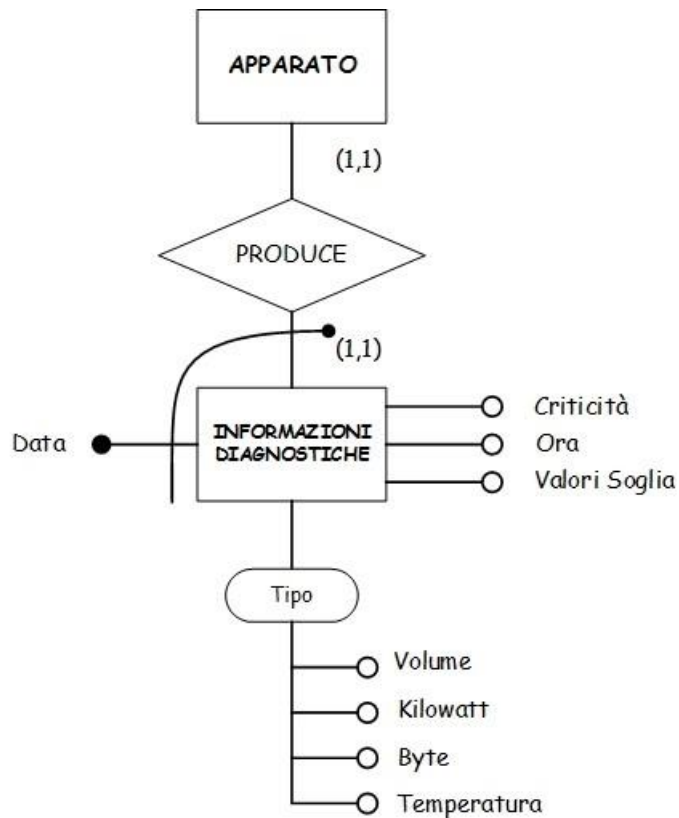 APPARATO
(1,1)
PRODUCE
(1,1)
INFORMAZIONI
DIAGNOSTICHE
Data
Criticità
Ora
Valori Soglia
Tipo
Volume
Kilowatt
Byte
Temperatura